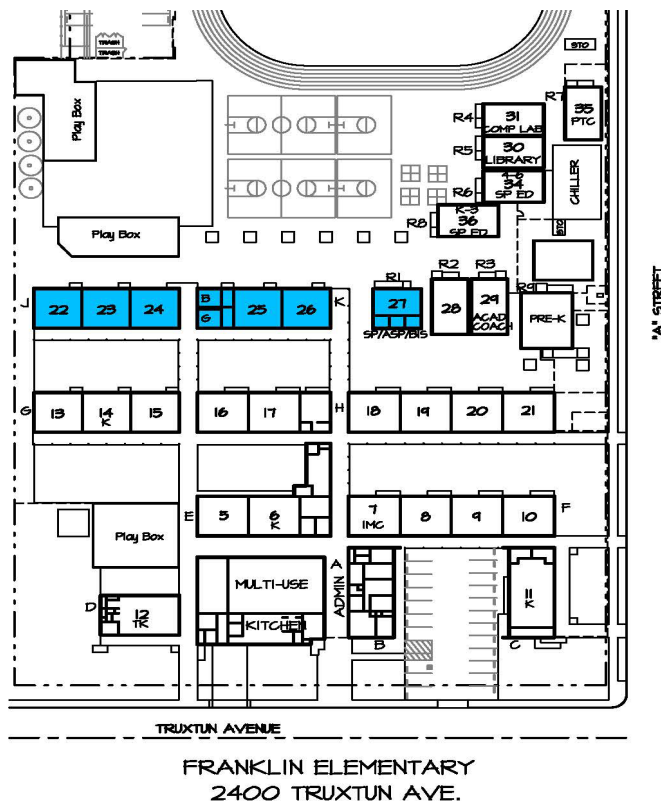 TRASH
TRASH
STO
Play Box
R7
35
PTC
R4
31
COMP LAB
R5
30
LIBRARY
CHILLER
R6
4-6
34
SP ED
K-3
36
SP ED
R8
STO
Play Box
"A" STREET
R1
R2
R3
R9
J
22
23
24
B
G
25
26
K
27
SP/ASP/BIS
28
29
ACAD
COACH
PRE-K
G
13
14
K
15
16
17
H
18
19
20
21
E
5
6
K
7
IMC
8
9
10
F
Play Box
MULTI-USE
KITCHEN
A
ADMIN
B
D
12
TK
11
K
C
TRUXTUN AVENUE
FRANKLIN ELEMENTARY
2400 TRUXTUN AVE.